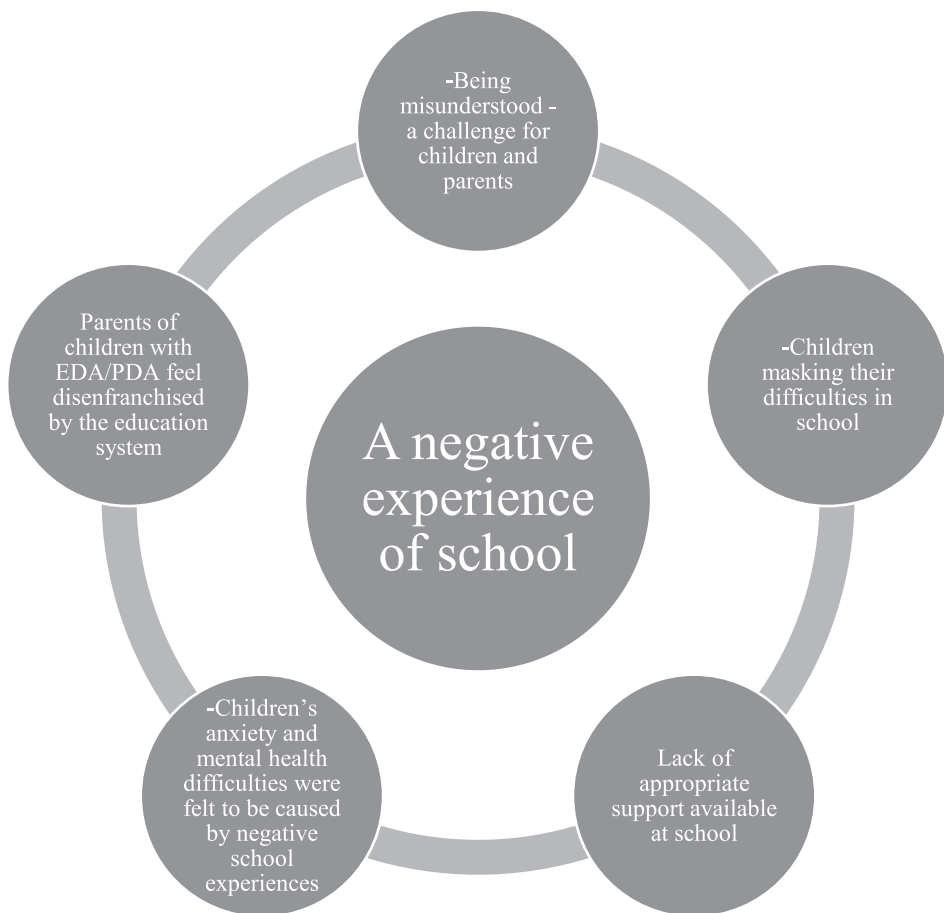 -Being
misunderstood -
a challenge for
children and
parents
-Children
masking their
difficulties in
school
Lack of
appropriate
support available
at school
-Children’s
anxiety and
mental health
difficulties were
felt to be caused
by negative
school
experiences
Parents of
children with
EDA/PDA feel
disenfranchised
by the education
system
A negative
experience
of school